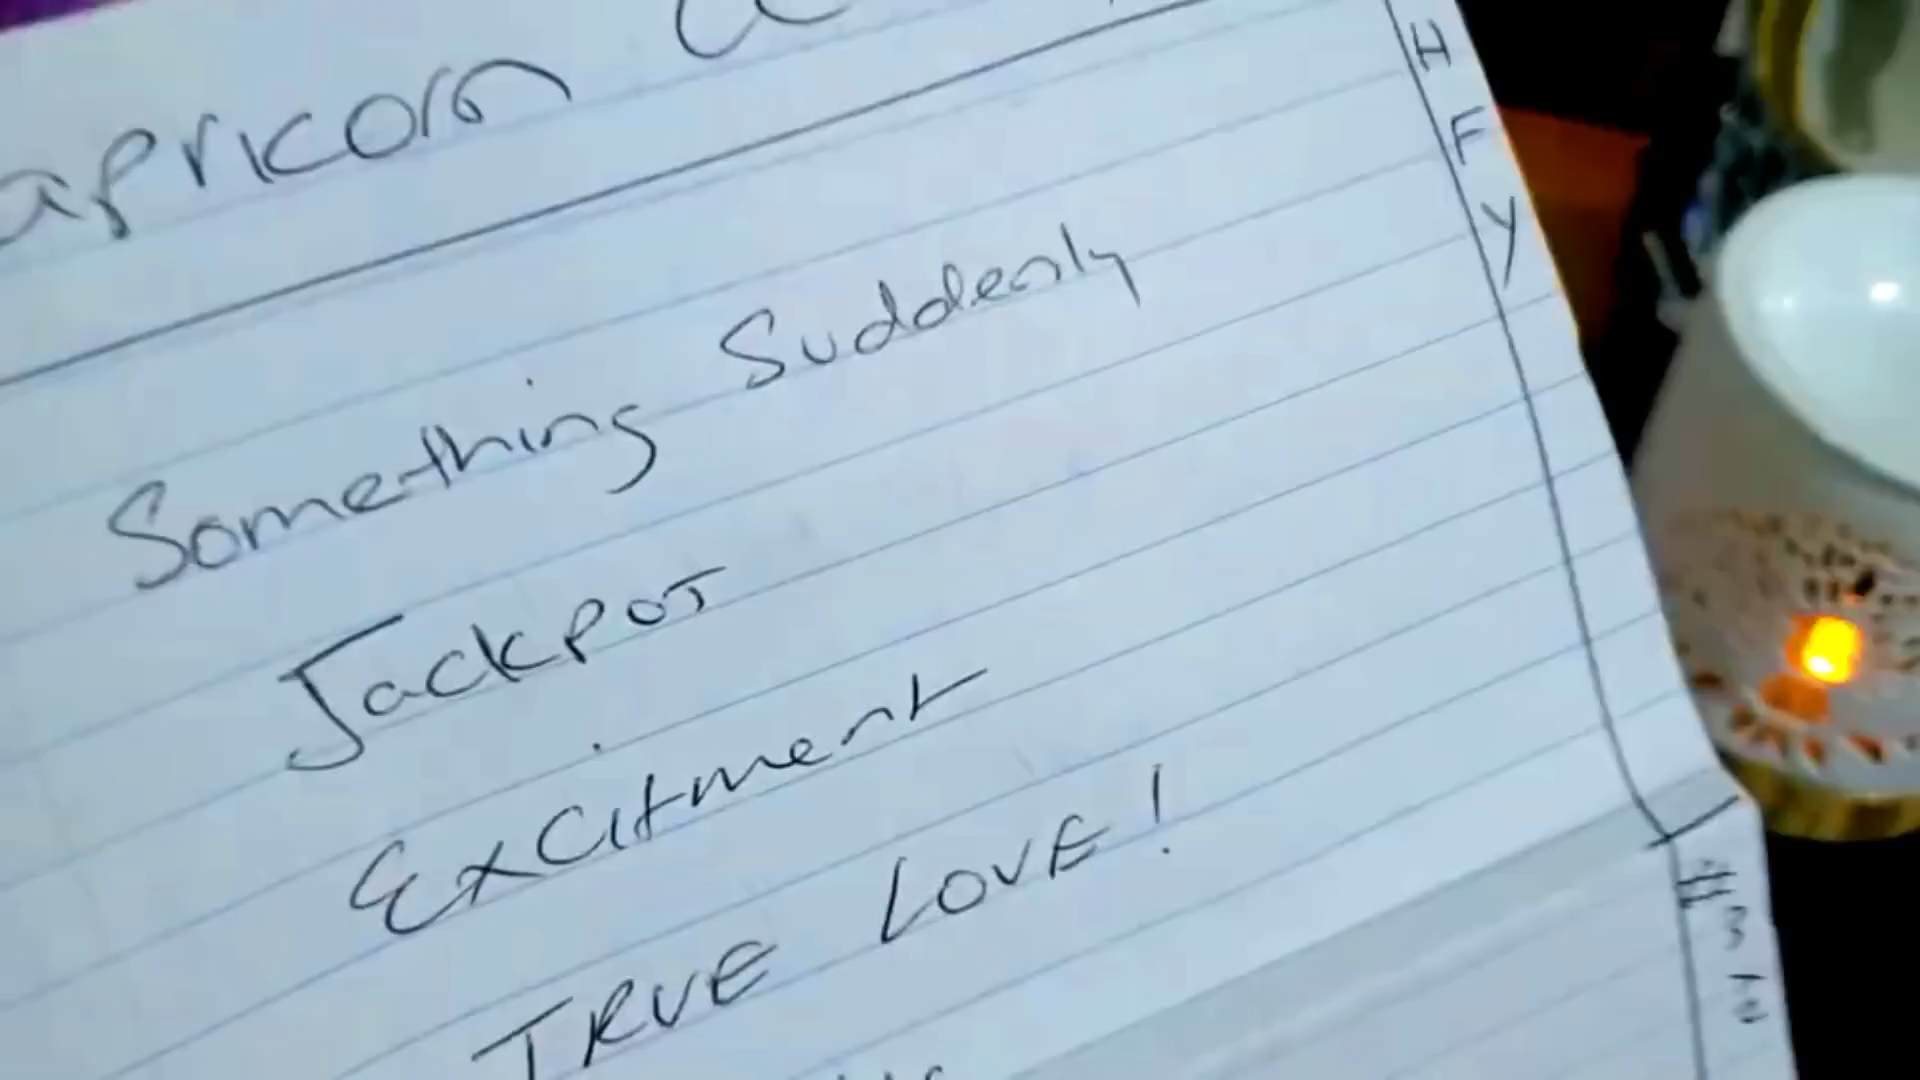 apricorn
Something Suddenly
Jackpot
Excitment
TRUE LOVE!
H
F
Y